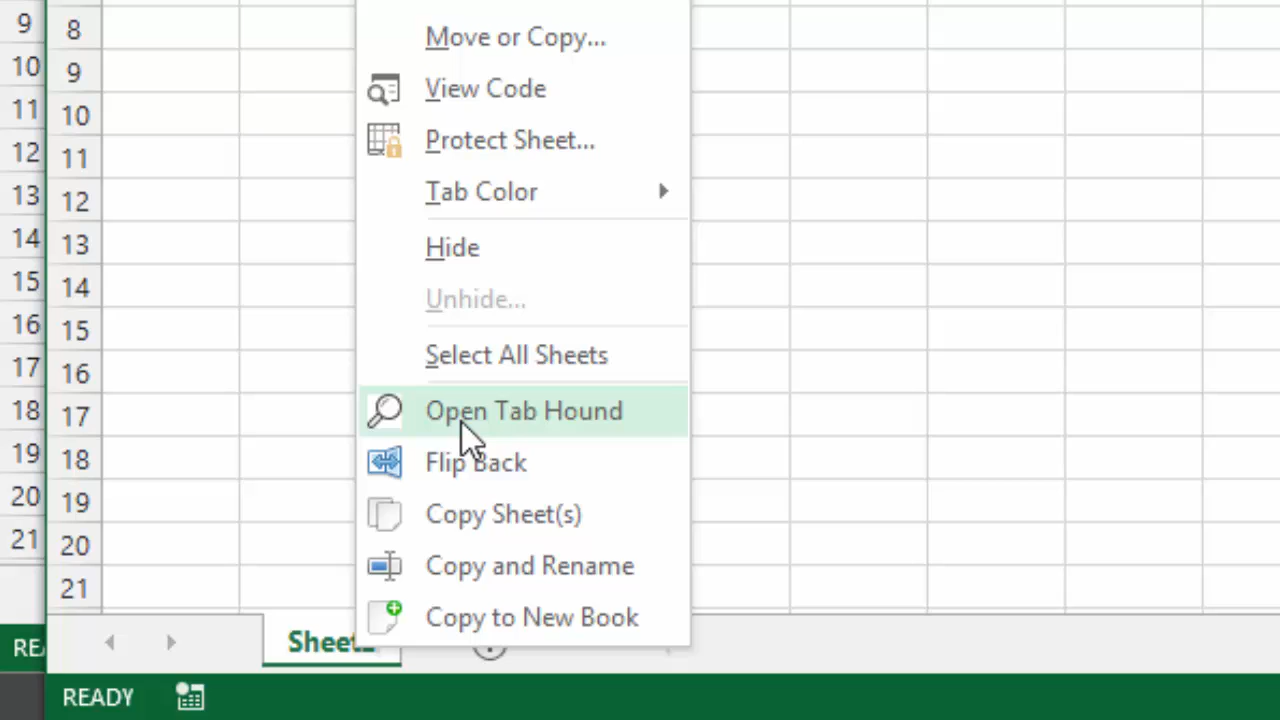 9
10
11
12
13
14
15
16
17
18
19
20
21
8
9
10
11
12
13
14
15
16
17
18
19
20
21
Move or Copy...
View Code
Protect Sheet...
Tab Color
Hide
Unhide...
Select All Sheets
Open Tab Hound
Flip Back
Copy Sheet(s)
Copy and Rename
Copy to New Book
REA
READY